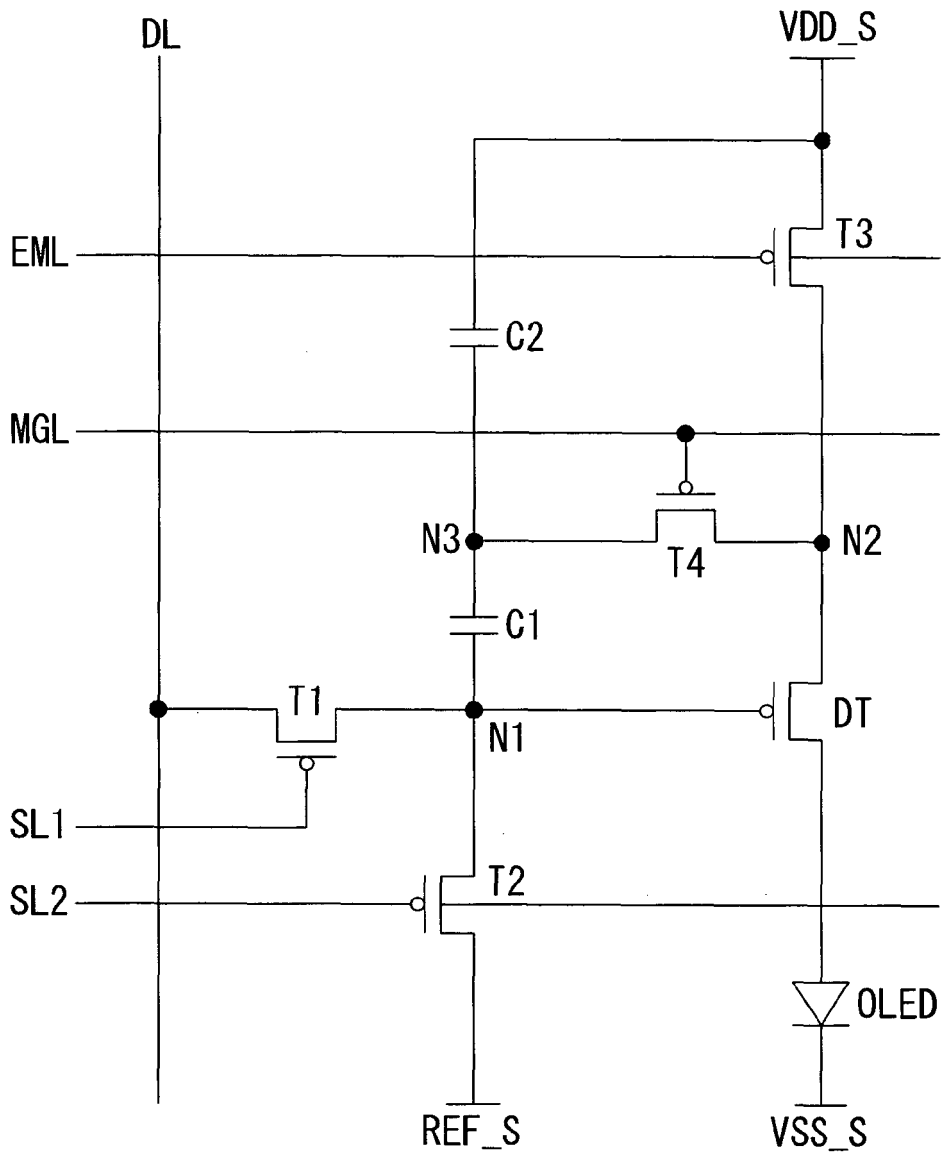 DL
VDD_S
EML
T3
C2
MGL
N3
T4
N2
C1
T1
N1
DT
SL1
SL2
T2
OLED
REF_S
VSS_S